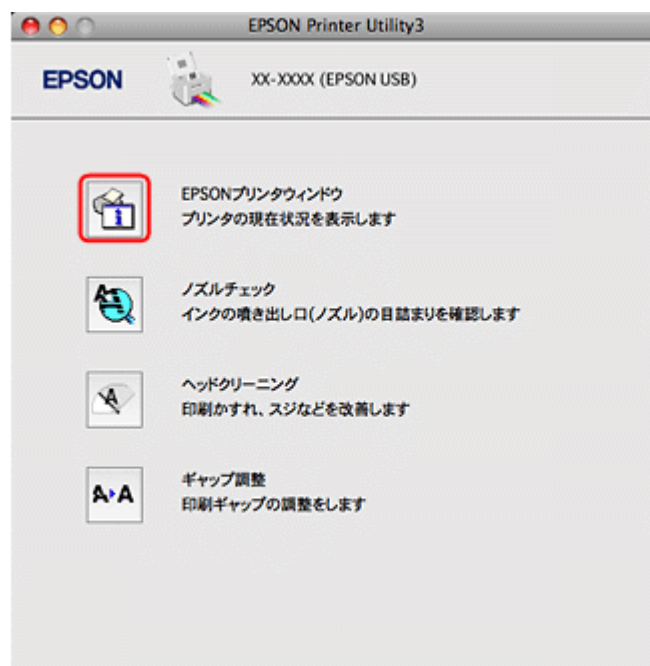 EPSON Printer Utility3
EPSON
XX-XXXX (EPSON USB)
EPSONプリンタウィンドウ
プリンタの現在状況を表示します
ノズルチェック
インクの噴き出し口(ノズル)の目詰まりを確認します
ヘッドクリーニング
印刷かすれ、スジなどを改善します
ギャップ調整
印刷ギャップの調整をします